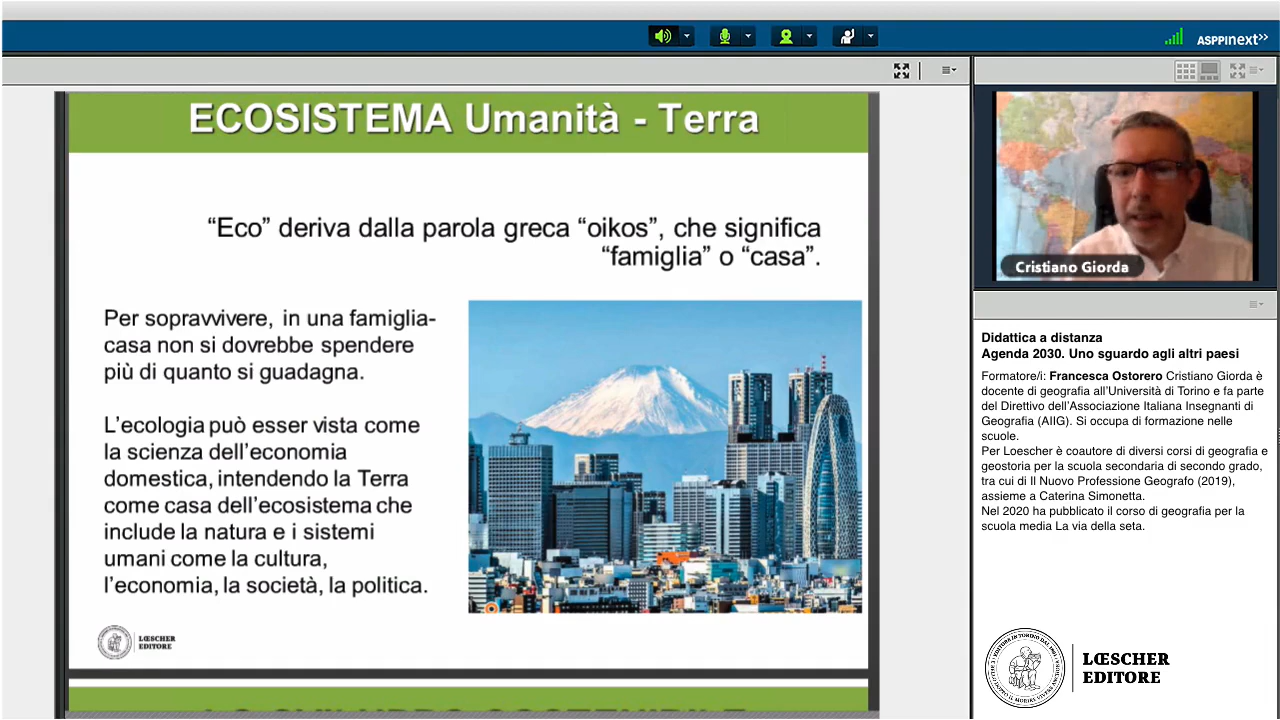 ASPPInext
ECOSISTEMA Umanità - Terra
“Eco” deriva dalla parola greca “oikos”, che significa
“famiglia” o “casa”.
Per sopravvivere, in una famiglia-
casa non si dovrebbe spendere
più di quanto si guadagna.
L’ecologia può esser vista come
la scienza dell’economia
domestica, intendendo la Terra
come casa dell’ecosistema che
include la natura e i sistemi
umani come la cultura,
l’economia, la società, la politica.
LŒSCHER
EDITORE
LO SVILUPPO SOSTENIBILE
Cristiano Giorda
Didattica a distanza
Agenda 2030. Uno sguardo agli altri paesi
Formatore/i: Francesca Ostorero Cristiano Giorda è
docente di geografia all’Università di Torino e fa parte
del Direttivo dell’Associazione Italiana Insegnanti di
Geografia (AIIG). Si occupa di formazione nelle
scuole.
Per Loescher è coautore di diversi corsi di geografia e
geostoria per la scuola secondaria di secondo grado,
tra cui di Il Nuovo Professione Geografo (2019),
assieme a Caterina Simonetta.
Nel 2020 ha pubblicato il corso di geografia per la
scuola media La via della seta.
LŒSCHER
EDITORE